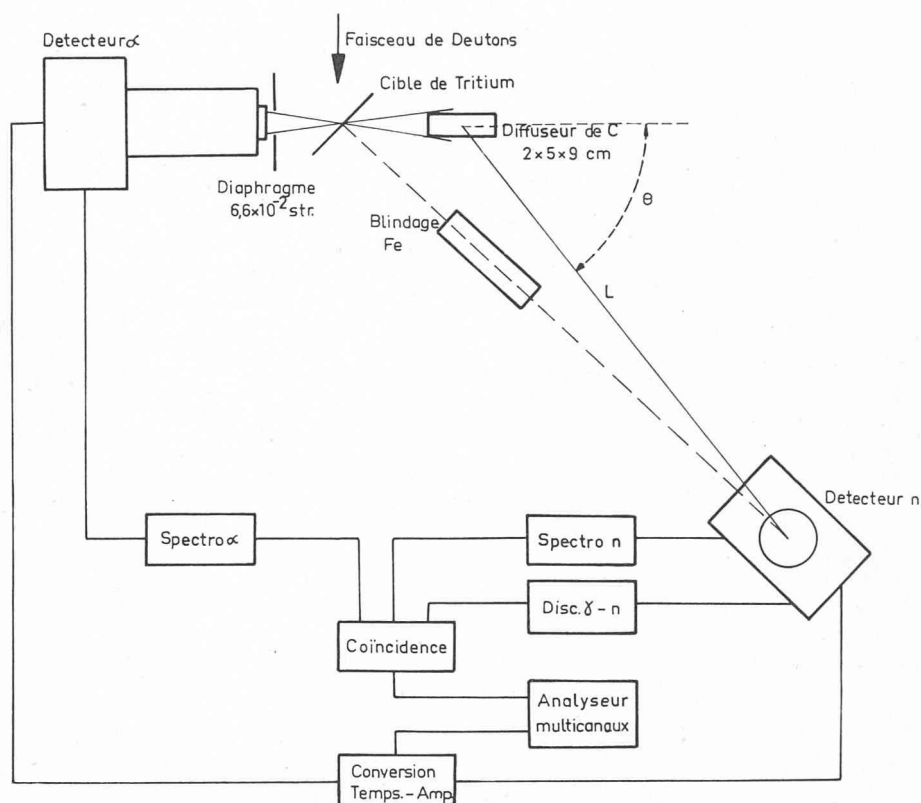 Detecteur α
Faisceau de Deutons
Cible de Tritium
Diffuseur de C
2×5×9 cm
Diaphragme
6,6×10⁻² str.
θ
Blindage
Fe
L
Detecteur n
Spectro α
Spectro n
Disc. γ - n
Coïncidence
Analyseur
multicanaux
Conversion
Temps.-Amp.